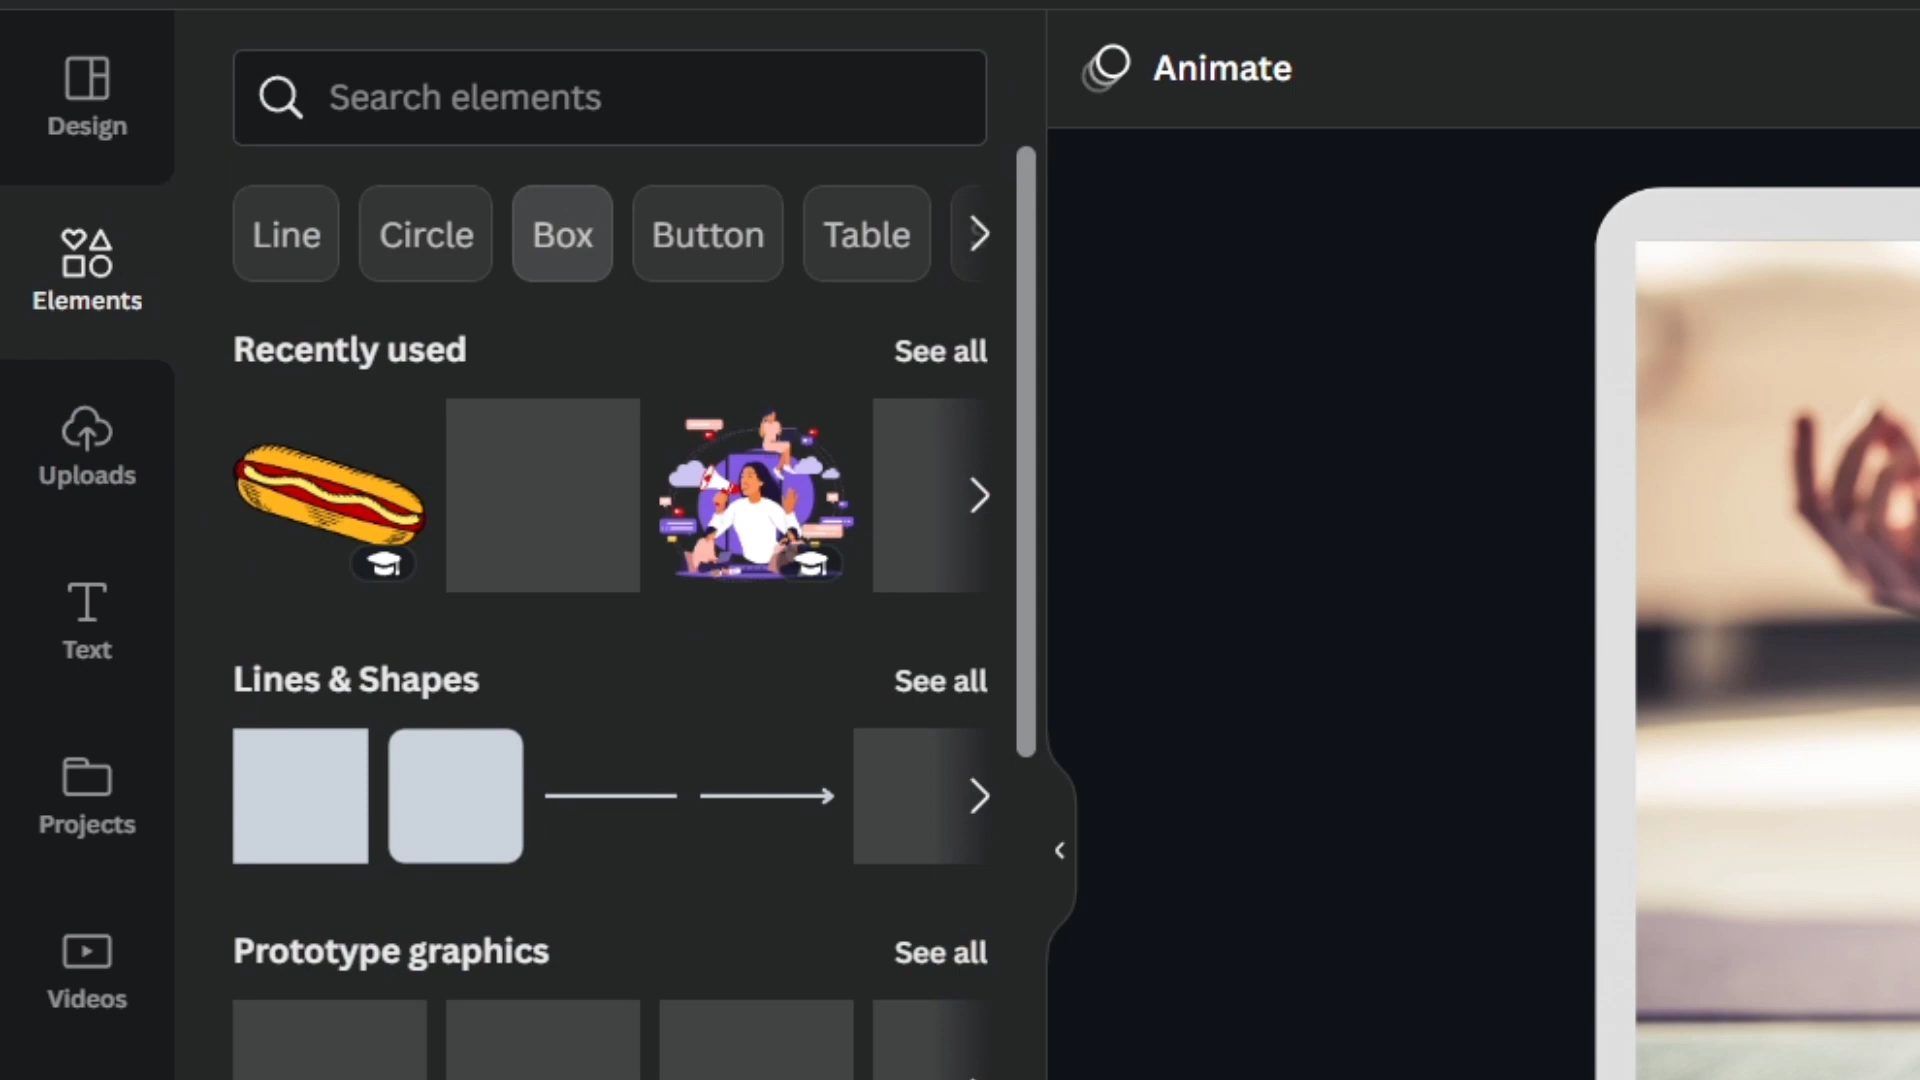 Design
Elements
Uploads
Text
Projects
Videos
Search elements
Line
Circle
Box
Button
Table
Recently used
See all
Lines & Shapes
See all
Prototype graphics
See all
Animate